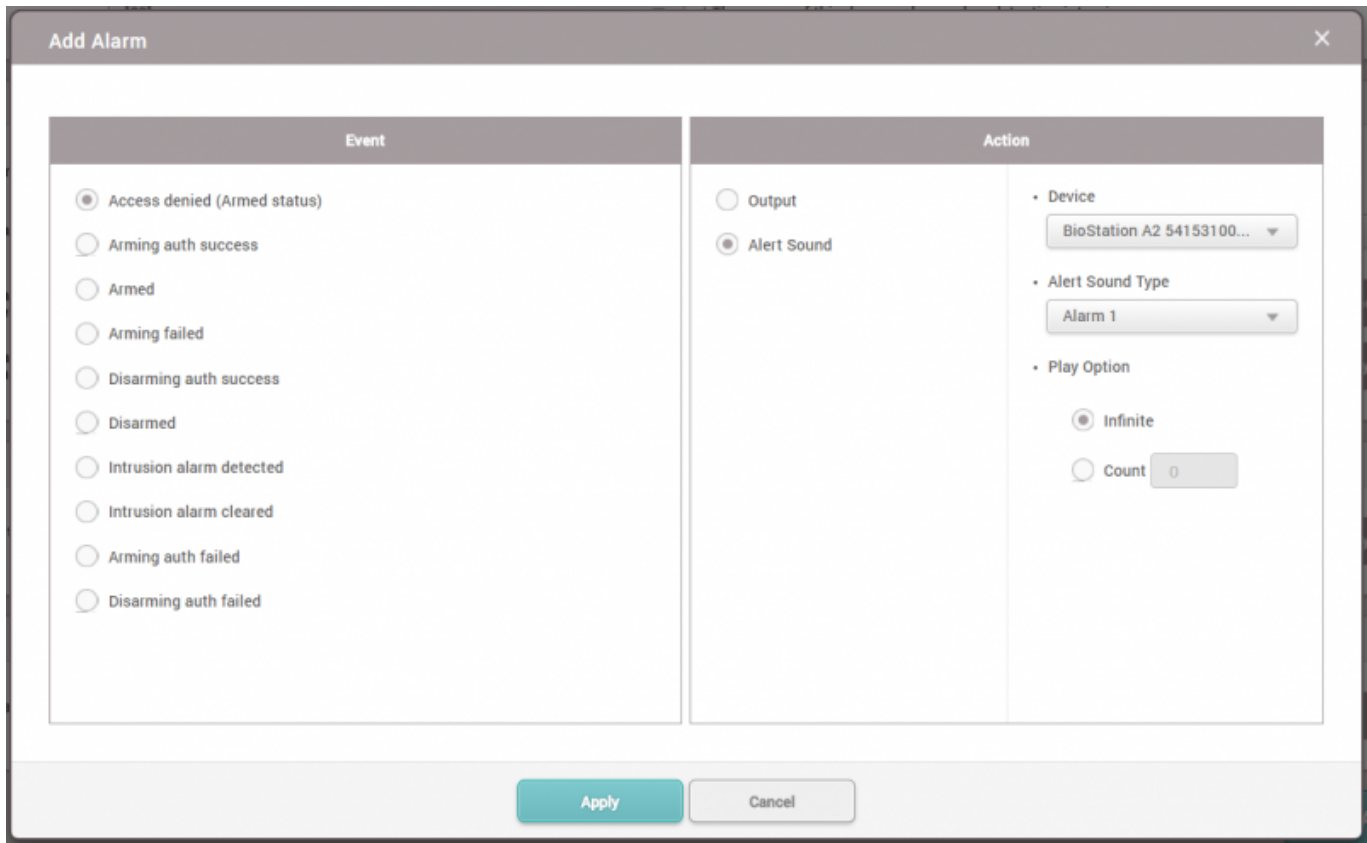 Add Alarm
Event
Access denied (Armed status)
Arming auth success
Armed
Arming failed
Disarming auth success
Disarmed
Intrusion alarm detected
Intrusion alarm cleared
Arming auth failed
Disarming auth failed
Action
Output
Alert Sound
• Device
BioStation A2 54153100...
• Alert Sound Type
Alarm 1
• Play Option
Infinite
Count 0
Apply
Cancel